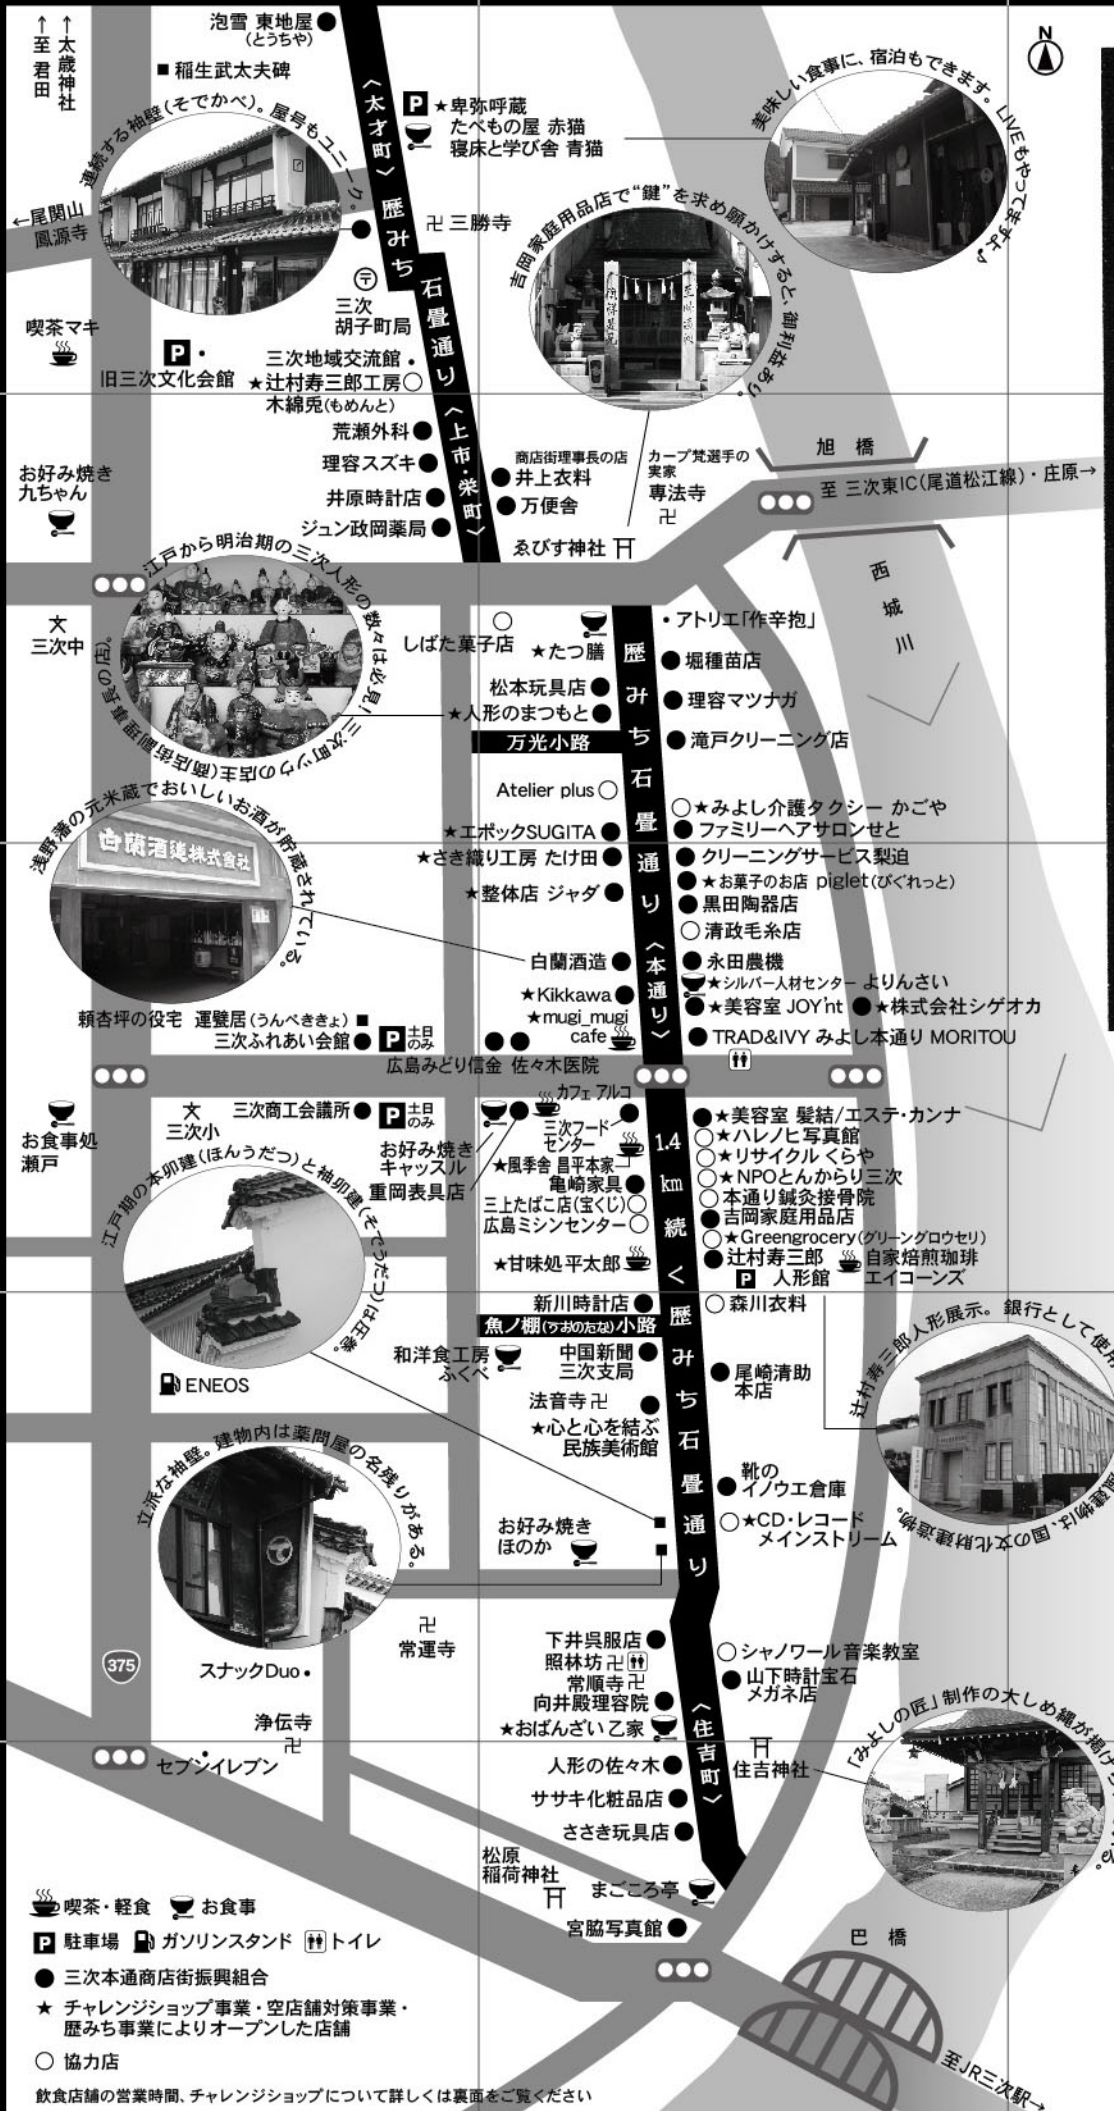 ↑太歳神社
↑至 君田
泡雪 東地屋
(とうちや)
■ 稲生武太夫碑
N
連続する袖壁(そでかべ)。屋号もユニーク。
〈太才町〉歴みち
★卑弥呼蔵
たべもの屋 赤猫
寝床と学び舎 青猫
美味しい食事に、宿泊もできます。LIVEもやってますよ♪
←尾関山
鳳源寺
卍 三勝寺
吉岡家庭用品店で“鍵”を求め願かけすると、御利益あり。
三次
胡子町局
石畳通り〈上市・栄町〉
喫茶マキ
P
旧三次文化会館
三次地域交流館
★辻村寿三郎工房
木綿兎(もめんと)
荒瀬外科
理容スズキ
井原時計店
ジュン政岡薬局
商店街理事長の店
井上衣料
万便舎
カープ梵選手の
実家
専法寺
卍
旭 橋
至 三次東IC(尾道松江線)・庄原→
お好み焼き
九ちゃん
ゑびす神社
西城川
江戸から明治期の三次人形の数々は必見!三次町ツウの店主(商店街副理事長の店)。
文
三次中
しばた菓子店
★たつ膳
・アトリエ「作辛抱」
堀種苗店
松本玩具店
★人形のまつもと
理容マツナガ
万光小路
滝戸クリーニング店
歴みち石畳通り〈本通り〉
Atelier plus
★みよし介護タクシー かごや
★エポックSUGITA
ファミリーヘアサロンせと
★さき織り工房 たけ田
クリーニングサービス梨迫
★整体店 ジャダ
★お菓子のお店 piglet(ぴぐれっと)
黒田陶器店
清政毛糸店
浅野藩の元米蔵でおいしいお酒が貯蔵されている。
白蘭酒造株式会社
白蘭酒造
永田農機
★Kikkawa
★シルバー人材センター よりんさい
★mugi_mugi
cafe
★美容室 JOY'nt
★株式会社シゲオカ
TRAD&IVY みよし本通り MORITOU
頼杏坪の役宅 運甓居(うんぺききょ) ■
三次ふれあい会館
P 土日
のみ
広島みどり信金 佐々木医院
お食事処
瀬戸
文
三次小
三次商工会議所
P 土日
のみ
お好み焼き
キャッスル
重岡表具店
カフェ アルコ
三次フード
センター
★風季舎 昌平本家
亀崎家具
三上たばこ店(宝くじ)
広島ミシンセンター
★甘味処 平太郎
1.4km続く歴みち石畳通り
★美容室 髪結/エステ・カンナ
★ハレノヒ写真館
★リサイクル くらや
★NPOとんからり三次
本通り鍼灸接骨院
吉岡家庭用品店
★Greengrocery(グリーングロウセリ)
辻村寿三郎
P 人形館
自家焙煎珈琲
エイコーンズ
江戸期の本卯建(ほんうだつ)と袖卯建(そでうだつ)は圧巻。
新川時計店
森川衣料
魚ノ棚(うおのたな)小路
和洋食工房
ふくべ
中国新聞
三次支局
尾崎清助
本店
法音寺 卍
★心と心を結ぶ
民族美術館
ENEOS
立派な袖壁。建物内は薬問屋の名残りがある。
靴の
イノウエ倉庫
★CD・レコード
メインストリーム
お好み焼き
ほのか
辻村寿三郎人形展示。銀行として使用
風建物は、国の文化財建造物。
卍
常運寺
375
スナックDuo・
下井呉服店
照林坊 卍
常順寺 卍
向井殿理容院
★おばんざい 乙家
シャノワール音楽教室
山下時計宝石
メガネ店
〈住吉町〉
浄伝寺
卍
セブンイレブン
人形の佐々木
ササキ化粧品店
ささき玩具店
住吉神社
「みよしの匠」制作の大しめ縄が掲げ
る。
松原
稲荷神社
まごころ亭
宮脇写真館
巴 橋
至JR三次駅→
喫茶・軽食 お食事
P 駐車場 ガソリンスタンド トイレ
● 三次本通商店街振興組合
★ チャレンジショップ事業・空店舗対策事業・
歴みち事業によりオープンした店舗
○ 協力店
飲食店舗の営業時間、チャレンジショップについて詳しくは裏面をご覧ください